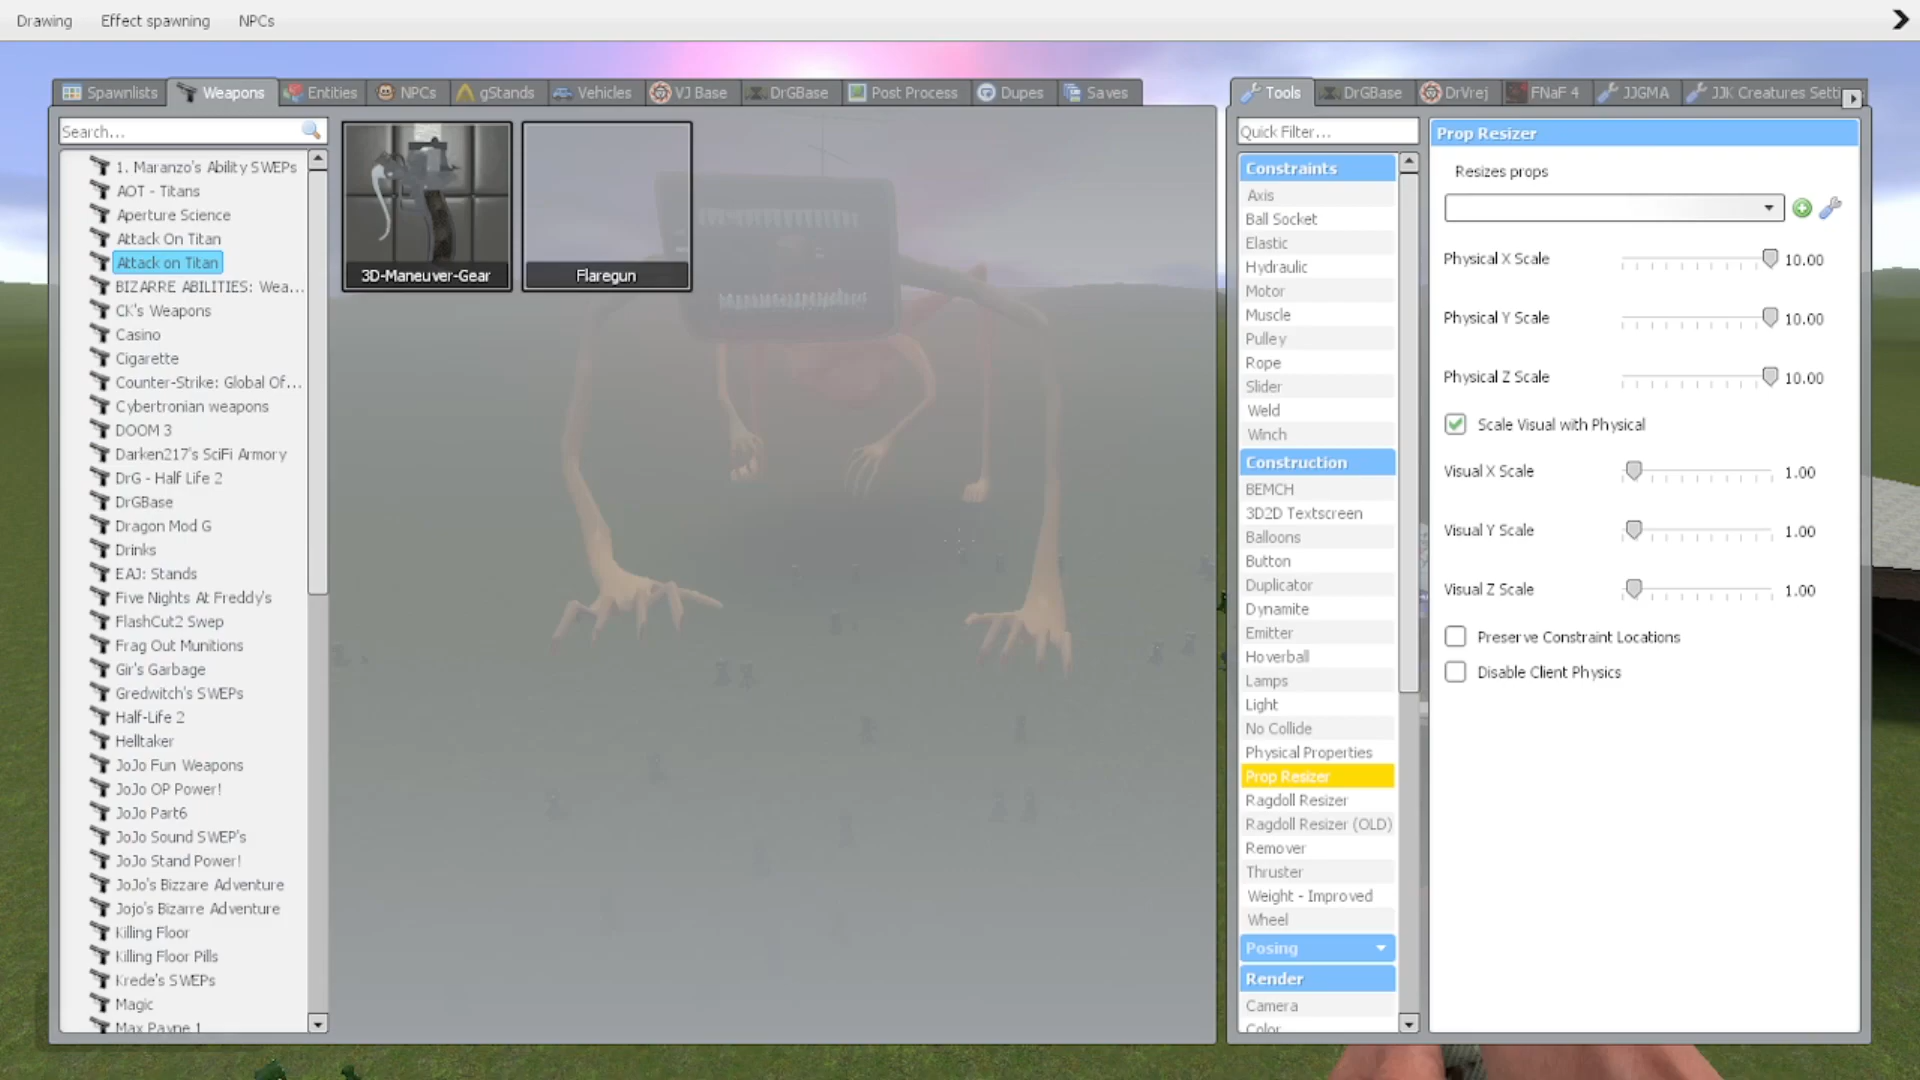 Drawing Effect spawning NPCs
Spawnlists Weapons Entities NPCs gStands Vehicles VJ Base DrGBase Post Process Dupes Saves
Search...
1. Maranzo's Ability SWEPs
AOT - Titans
Aperture Science
Attack On Titan
Attack on Titan
BIZARRE ABILITIES: Wea...
CK's Weapons
Casino
Cigarette
Counter-Strike: Global Of...
Cybertronian weapons
DOOM 3
Darken217's SciFi Armory
DrG - Half Life 2
DrGBase
Dragon Mod G
Drinks
EAJ: Stands
Five Nights At Freddy's
FlashCut2 Swep
Frag Out Munitions
Gir's Garbage
Gredwitch's SWEPs
Half-Life 2
Helltaker
JoJo Fun Weapons
JoJo OP Power!
JoJo Part6
JoJo Sound SWEP's
JoJo Stand Power!
JoJo's Bizzare Adventure
Jojo's Bizarre Adventure
Killing Floor
Killing Floor Pills
Krede's SWEPs
Magic
Max Payne 1
3D-Maneuver-Gear
Flaregun
Tools DrGBase DrVrej FNaF 4 JJGMA JJK Creatures Setti
Quick Filter...
Constraints
Axis
Ball Socket
Elastic
Hydraulic
Motor
Muscle
Pulley
Rope
Slider
Weld
Winch
Construction
BEMCH
3D2D Textscreen
Balloons
Button
Duplicator
Dynamite
Emitter
Hoverball
Lamps
Light
No Collide
Physical Properties
Prop Resizer
Ragdoll Resizer
Ragdoll Resizer (OLD)
Remover
Thruster
Weight - Improved
Wheel
Posing
Render
Camera
Color
Prop Resizer
Resizes props
Physical X Scale 10.00
Physical Y Scale 10.00
Physical Z Scale 10.00
Scale Visual with Physical
Visual X Scale 1.00
Visual Y Scale 1.00
Visual Z Scale 1.00
Preserve Constraint Locations
Disable Client Physics